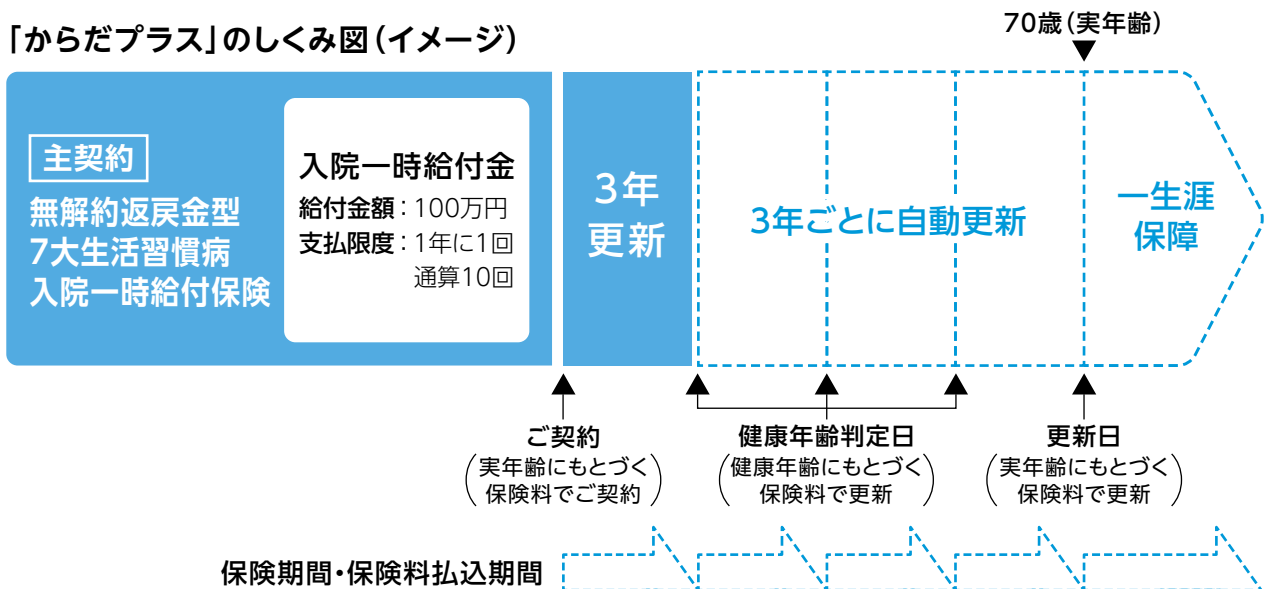 「からだプラス」のしくみ図（イメージ）
70歳（実年齢）
主契約
無解約返戻金型
7大生活習慣病
入院一時給付保険
入院一時給付金
給付金額：100万円
支払限度：1年に1回
通算10回
3年
更新
3年ごとに自動更新
一生涯
保障
ご契約
（実年齢にもとづく
保険料でご契約）
健康年齢判定日
（健康年齢にもとづく
保険料で更新）
更新日
（実年齢にもとづく
保険料で更新）
保険期間・保険料払込期間